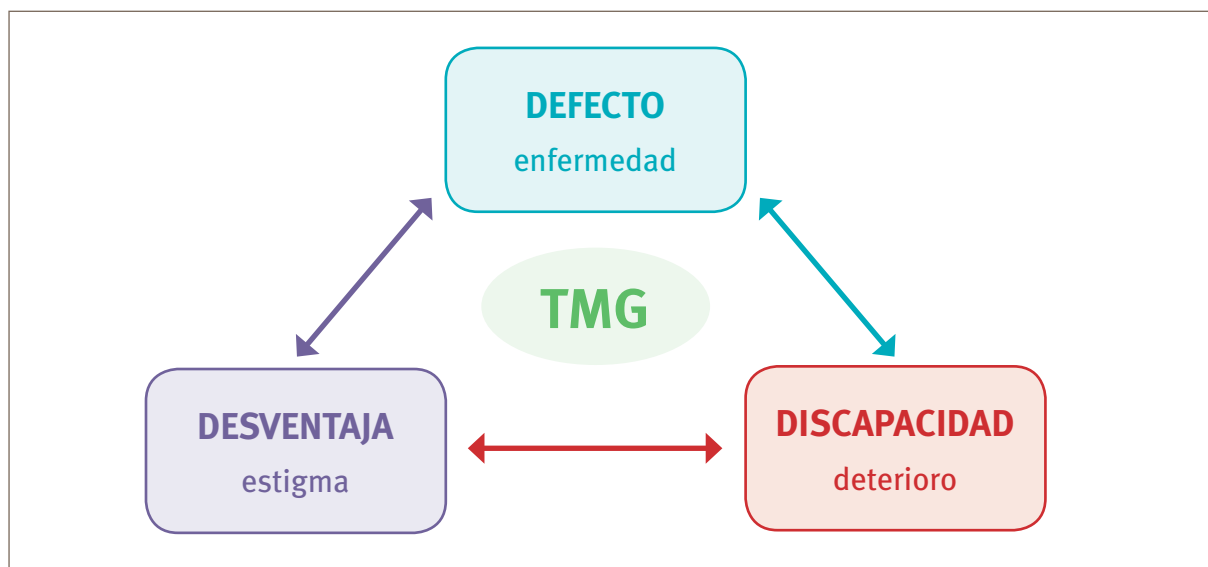 DEFECTO
enfermedad
TMG
DESVENTAJA
estigma
DISCAPACIDAD
deterioro